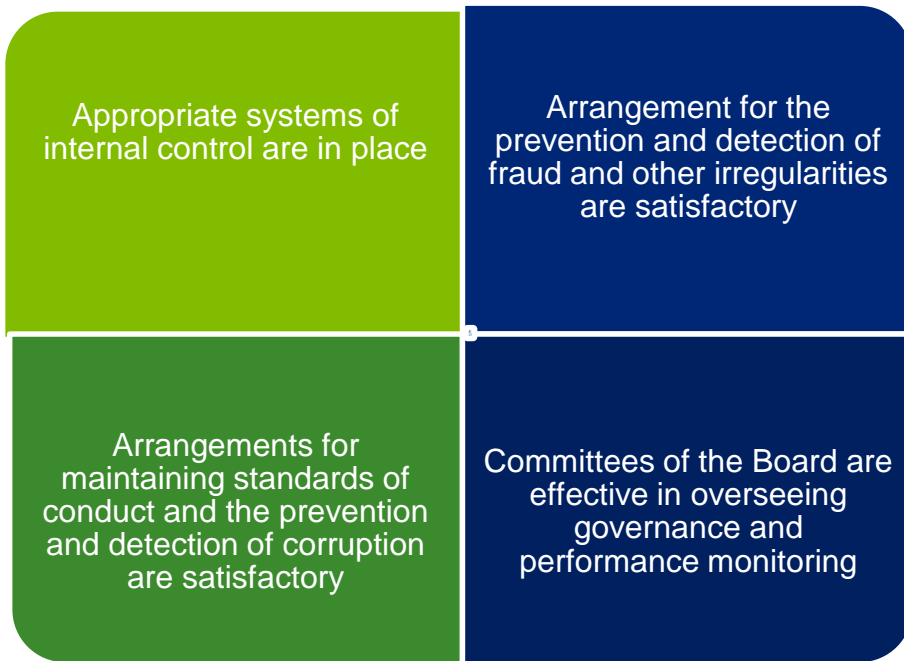 Appropriate systems of
internal control are in place
Arrangement for the
prevention and detection of
fraud and other irregularities
are satisfactory
Arrangements for
maintaining standards of
conduct and the prevention
and detection of corruption
are satisfactory
Committees of the Board are
effective in overseeing
governance and
performance monitoring